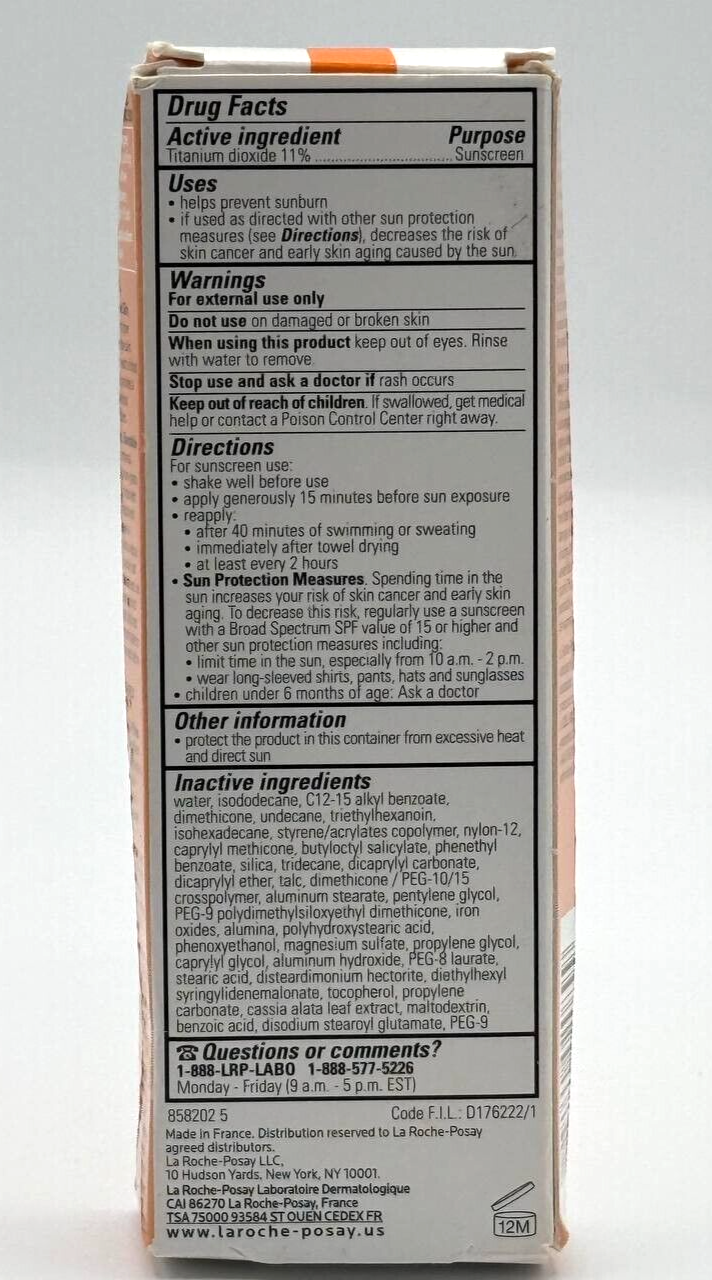 Drug Facts
Active ingredient Purpose
Titanium dioxide 11% ........................................ Sunscreen
Uses
• helps prevent sunburn
• if used as directed with other sun protection
measures (see Directions), decreases the risk of
skin cancer and early skin aging caused by the sun.
Warnings
For external use only
Do not use on damaged or broken skin
When using this product keep out of eyes. Rinse
with water to remove.
Stop use and ask a doctor if rash occurs
Keep out of reach of children. If swallowed, get medical
help or contact a Poison Control Center right away.
Directions
For sunscreen use:
• shake well before use
• apply generously 15 minutes before sun exposure
• reapply:
• after 40 minutes of swimming or sweating
• immediately after towel drying
• at least every 2 hours
• Sun Protection Measures. Spending time in the
sun increases your risk of skin cancer and early skin
aging. To decrease this risk, regularly use a sunscreen
with a Broad Spectrum SPF value of 15 or higher and
other sun protection measures including:
• limit time in the sun, especially from 10 a.m. - 2 p.m.
• wear long-sleeved shirts, pants, hats and sunglasses
• children under 6 months of age: Ask a doctor
Other information
• protect the product in this container from excessive heat
and direct sun
Inactive ingredients
water, isododecane, C12-15 alkyl benzoate,
dimethicone, undecane, triethylhexanoin,
isohexadecane, styrene/acrylates copolymer, nylon-12,
caprylyl methicone, butyloctyl salicylate, phenethyl
benzoate, silica, tridecane, dicaprylyl carbonate,
dicaprylyl ether, talc, dimethicone / PEG-10/15
crosspolymer, aluminum stearate, pentylene glycol,
PEG-9 polydimethylsiloxyethyl dimethicone, iron
oxides, alumina, polyhydroxystearic acid,
phenoxyethanol, magnesium sulfate, propylene glycol,
caprylyl glycol, aluminum hydroxide, PEG-8 laurate,
stearic acid, disteardimonium hectorite, diethylhexyl
syringylidenemalonate, tocopherol, propylene
carbonate, cassia alata leaf extract, maltodextrin,
benzoic acid, disodium stearoyl glutamate, PEG-9
☎ Questions or comments?
1-888-LRP-LABO 1-888-577-5226
Monday - Friday (9 a.m. - 5 p.m. EST)
858202 5 Code F.I.L.: D176222/1
Made in France. Distribution reserved to La Roche-Posay
agreed distributors.
La Roche-Posay LLC,
10 Hudson Yards, New York, NY 10001.
La Roche-Posay Laboratoire Dermatologique
CAI 86270 La Roche-Posay, France
TSA 75000 93584 ST OUEN CEDEX FR
www.laroche-posay.us
12M